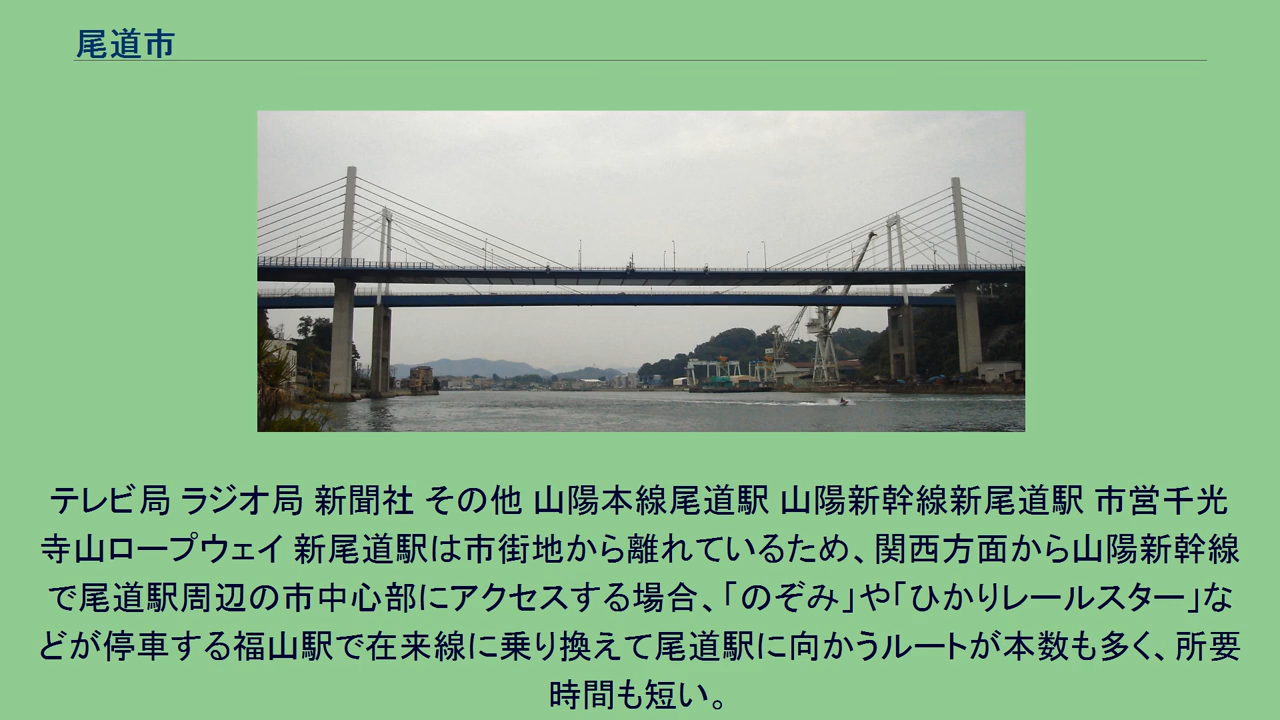 尾道市
テレビ局 ラジオ局 新聞社 その他 山陽本線尾道駅 山陽新幹線新尾道駅 市営千光
寺山ロープウェイ 新尾道駅は市街地から離れているため、関西方面から山陽新幹線
で尾道駅周辺の市中心部にアクセスする場合、「のぞみ」や「ひかりレールスター」な
どが停車する福山駅で在来線に乗り換えて尾道駅に向かうルートが本数も多く、所要
時間も短い。